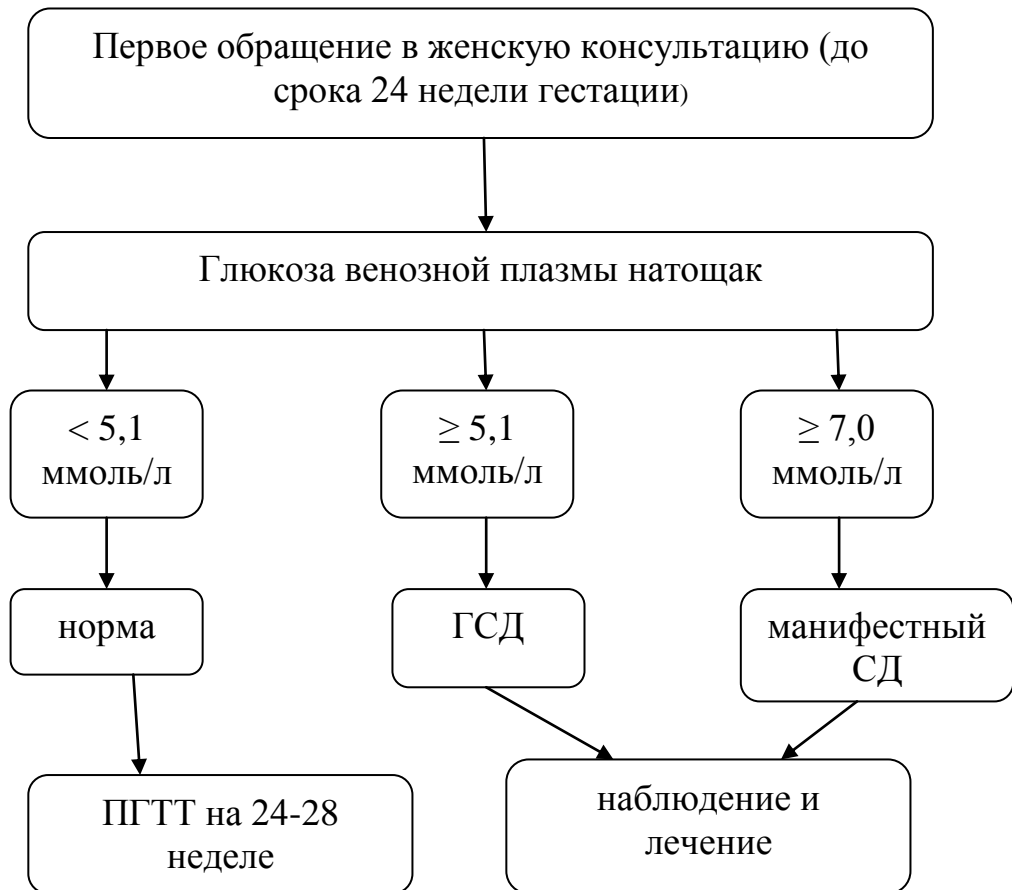 Первое обращение в женскую консультацию (до
срока 24 недели гестации)
Глюкоза венозной плазмы натощак
< 5,1
ммоль/л
≥ 5,1
ммоль/л
≥ 7,0
ммоль/л
норма
ГСД
манифестный
СД
ПГТТ на 24-28
неделе
наблюдение и
лечение